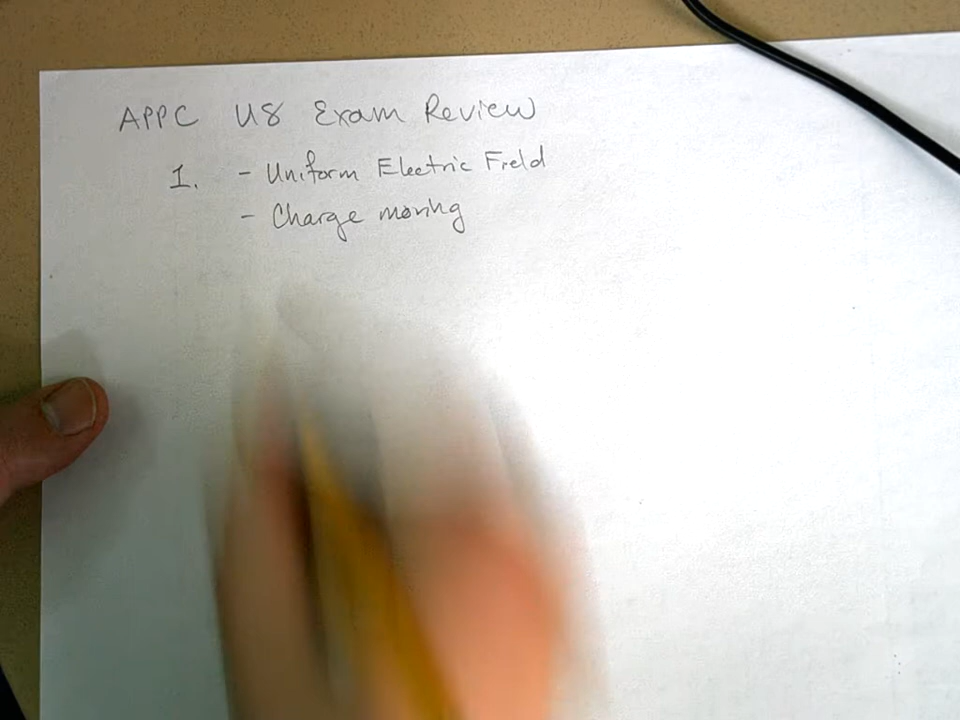 APPC U8 Exam Review
1. - Uniform Electric Field
- Charge moving